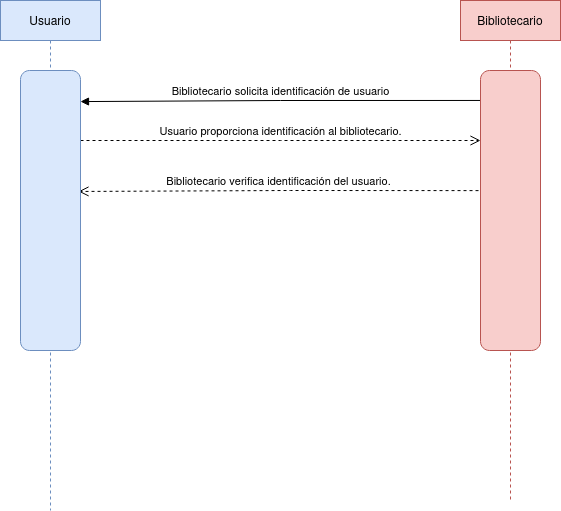 Usuario
Bibliotecario
Bibliotecario solicita identificación de usuario
Usuario proporciona identificación al bibliotecario.
Bibliotecario verifica identificación del usuario.